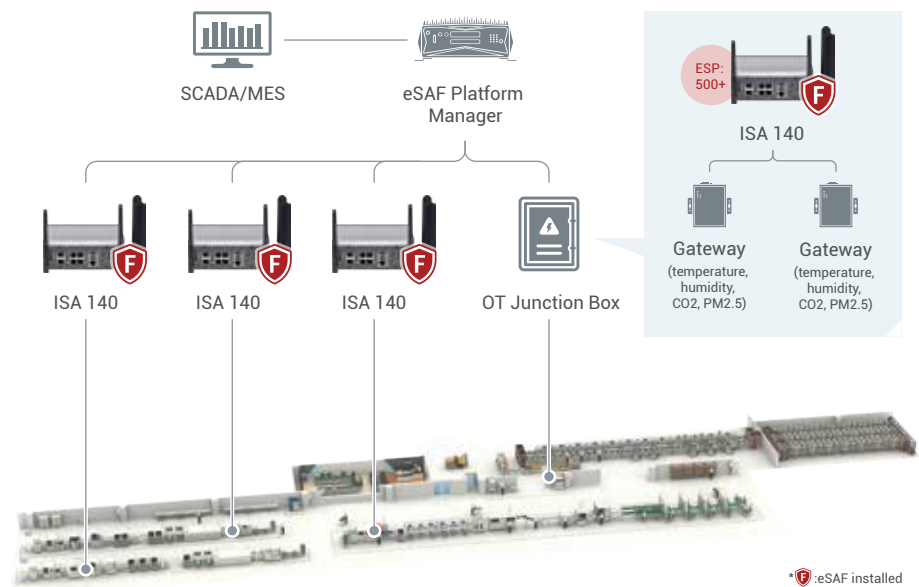 SCADA/MES
eSAF Platform
Manager
ESP:
500+
F
ISA 140
Gateway
(temperature,
humidity,
CO2, PM2.5)
Gateway
(temperature,
humidity,
CO2, PM2.5)
F
ISA 140
F
ISA 140
F
ISA 140
OT Junction Box
*F :eSAF installed